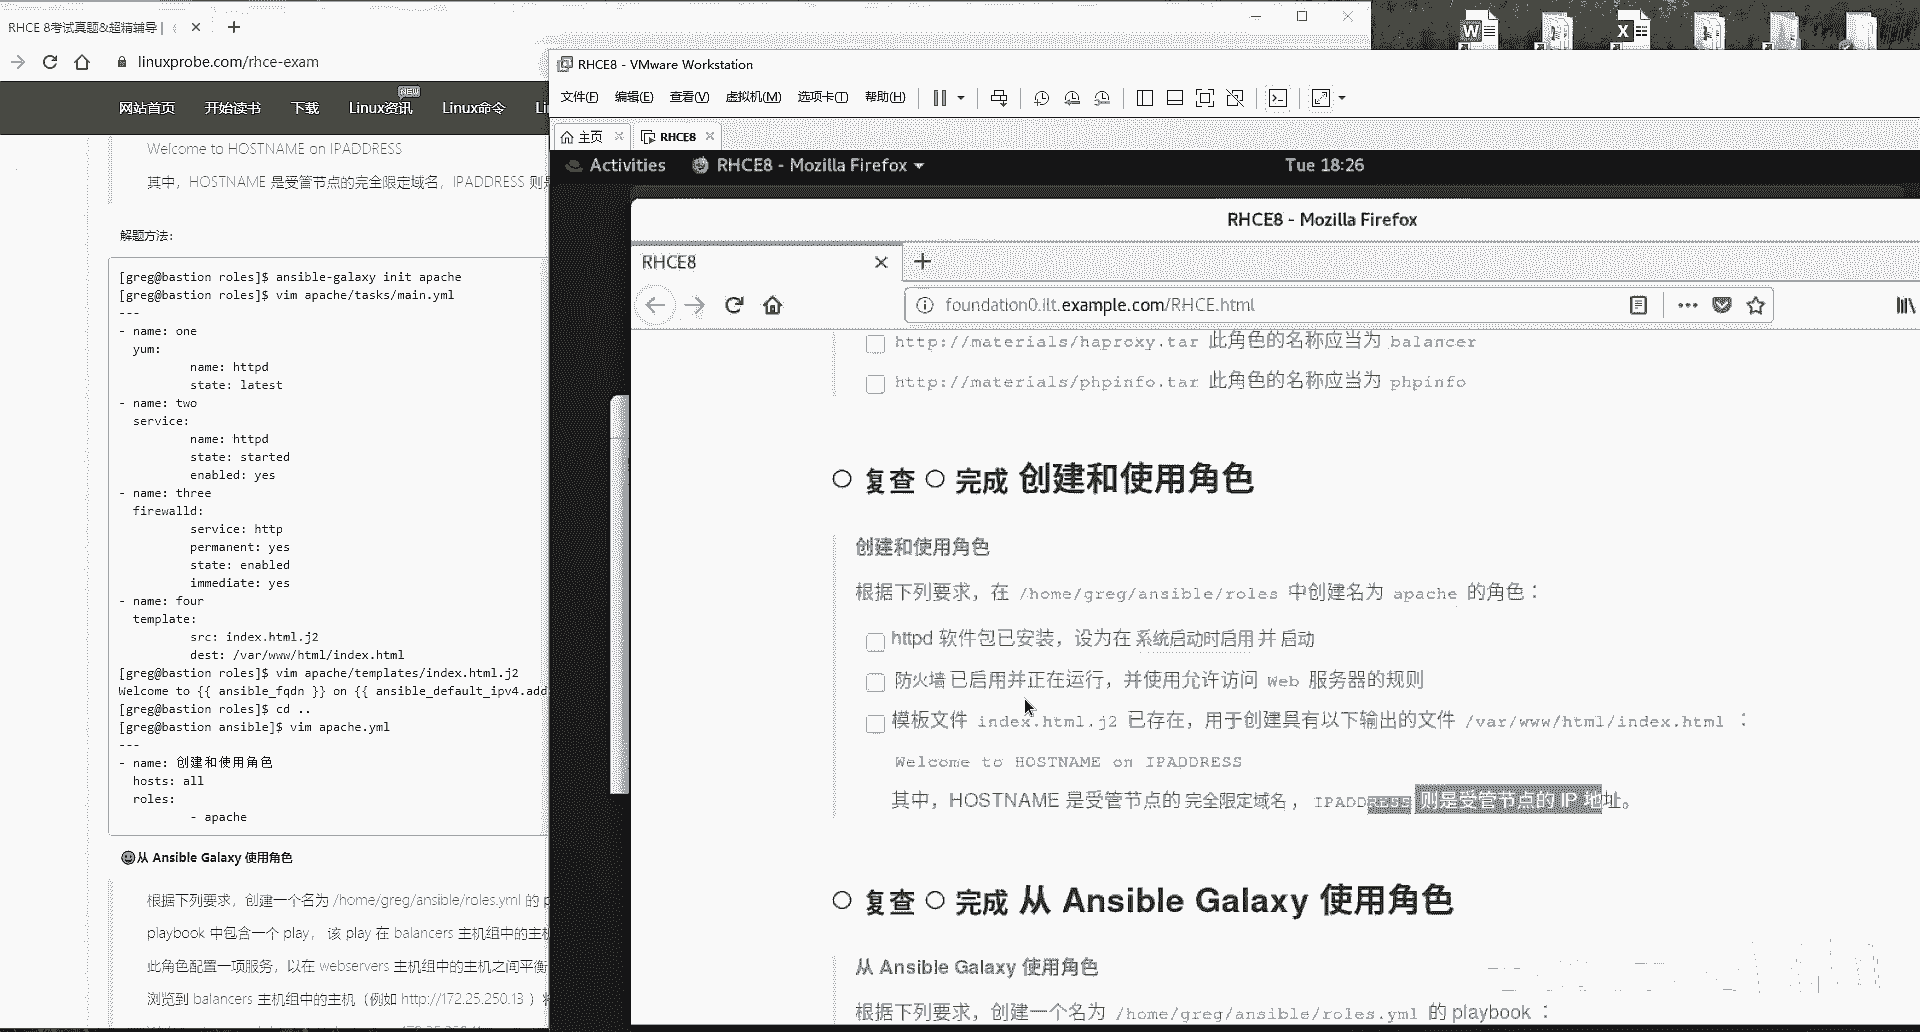 RHCE 8考试真题&超精辅导 |
linuxprobe.com/rhce-exam
网站首页 开始读书 下载 Linux资讯 NEW Linux命令
Welcome to HOSTNAME on IPADDRESS
其中，HOSTNAME 是受管节点的完全限定域名，IPADDRESS 则是
解题方法:
[greg@bastion roles]$ ansible-galaxy init apache
[greg@bastion roles]$ vim apache/tasks/main.yml
---
- name: one
yum:
name: httpd
state: latest
- name: two
service:
name: httpd
state: started
enabled: yes
- name: three
firewalld:
service: http
permanent: yes
state: enabled
immediate: yes
- name: four
template:
src: index.html.j2
dest: /var/www/html/index.html
[greg@bastion roles]$ vim apache/templates/index.html.j2
Welcome to {{ ansible_fqdn }} on {{ ansible_default_ipv4.add
[greg@bastion roles]$ cd ..
[greg@bastion ansible]$ vim apache.yml
---
- name: 创建和使用角色
hosts: all
roles:
- apache
从 Ansible Galaxy 使用角色
根据下列要求，创建一个名为 /home/greg/ansible/roles.yml 的 p
playbook 中包含一个 play， 该 play 在 balancers 主机组中的主机
此角色配置一项服务，以在 webservers 主机组中的主机之间平衡
浏览到 balancers 主机组中的主机（例如 http://172.25.250.13 ）将
RHCE8 - VMware Workstation
文件(F) 编辑(E) 查看(V) 虚拟机(M) 选项卡(T) 帮助(H)
主页 RHCE8
Activities RHCE8 - Mozilla Firefox Tue 18:26
RHCE8 - Mozilla Firefox
RHCE8
foundation0.ilt.example.com/RHCE.html
http://materials/haproxy.tar 此角色的名称应当为 balancer
http://materials/phpinfo.tar 此角色的名称应当为 phpinfo
复查 完成 创建和使用角色
创建和使用角色
根据下列要求，在 /home/greg/ansible/roles 中创建名为 apache 的角色：
httpd 软件包已安装，设为在 系统启动时启用 并 启动
防火墙 已启用并正在运行，并使用允许访问 Web 服务器的规则
模板文件 index.html.j2 已存在，用于创建具有以下输出的文件 /var/www/html/index.html ：
Welcome to HOSTNAME on IPADDRESS
其中，HOSTNAME 是受管节点的 完全限定域名 ， IPADDRESS 则是受管节点的 IP 地址。
复查 完成 从 Ansible Galaxy 使用角色
从 Ansible Galaxy 使用角色
根据下列要求，创建一个名为 /home/greg/ansible/roles.yml 的 playbook ：